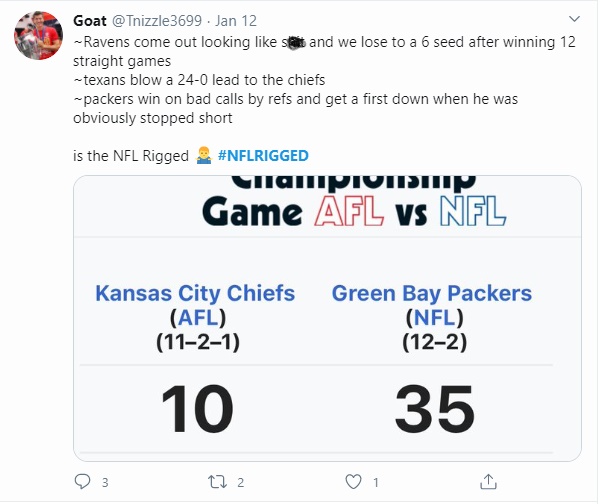 Goat @Tnizzle3699 · Jan 12
~Ravens come out looking like and we lose to a 6 seed after winning 12
straight games
~texans blow a 24-0 lead to the chiefs
~packers win on bad calls by refs and get a first down when he was
obviously stopped short
is the NFL Rigged 🤷‍♂️ #NFLRIGGED
Championship
Game AFL vs NFL
Kansas City Chiefs Green Bay Packers
(AFL) (NFL)
(11–2–1) (12–2)
10 35
3 2 1